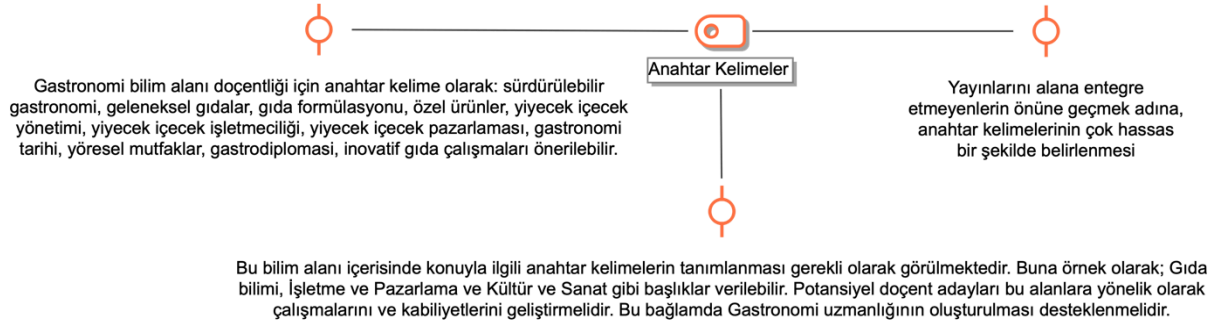 Anahtar Kelimeler
Gastronomi bilim alanı doçentliği için anahtar kelime olarak: sürdürülebilir
gastronomi, geleneksel gıdalar, gıda formülasyonu, özel ürünler, yiyecek içecek
yönetimi, yiyecek içecek işletmeciliği, yiyecek içecek pazarlaması, gastronomi
tarihi, yöresel mutfaklar, gastrodiplomasi, inovatif gıda çalışmaları önerilebilir.
Yayınlarını alana entegre
etmeyenlerin önüne geçmek adına,
anahtar kelimelerinin çok hassas
bir şekilde belirlenmesi
Bu bilim alanı içerisinde konuyla ilgili anahtar kelimelerin tanımlanması gerekli olarak görülmektedir. Buna örnek olarak; Gıda
bilimi, İşletme ve Pazarlama ve Kültür ve Sanat gibi başlıklar verilebilir. Potansiyel doçent adayları bu alanlara yönelik olarak
çalışmalarını ve kabiliyetlerini geliştirmelidir. Bu bağlamda Gastronomi uzmanlığının oluşturulması desteklenmelidir.